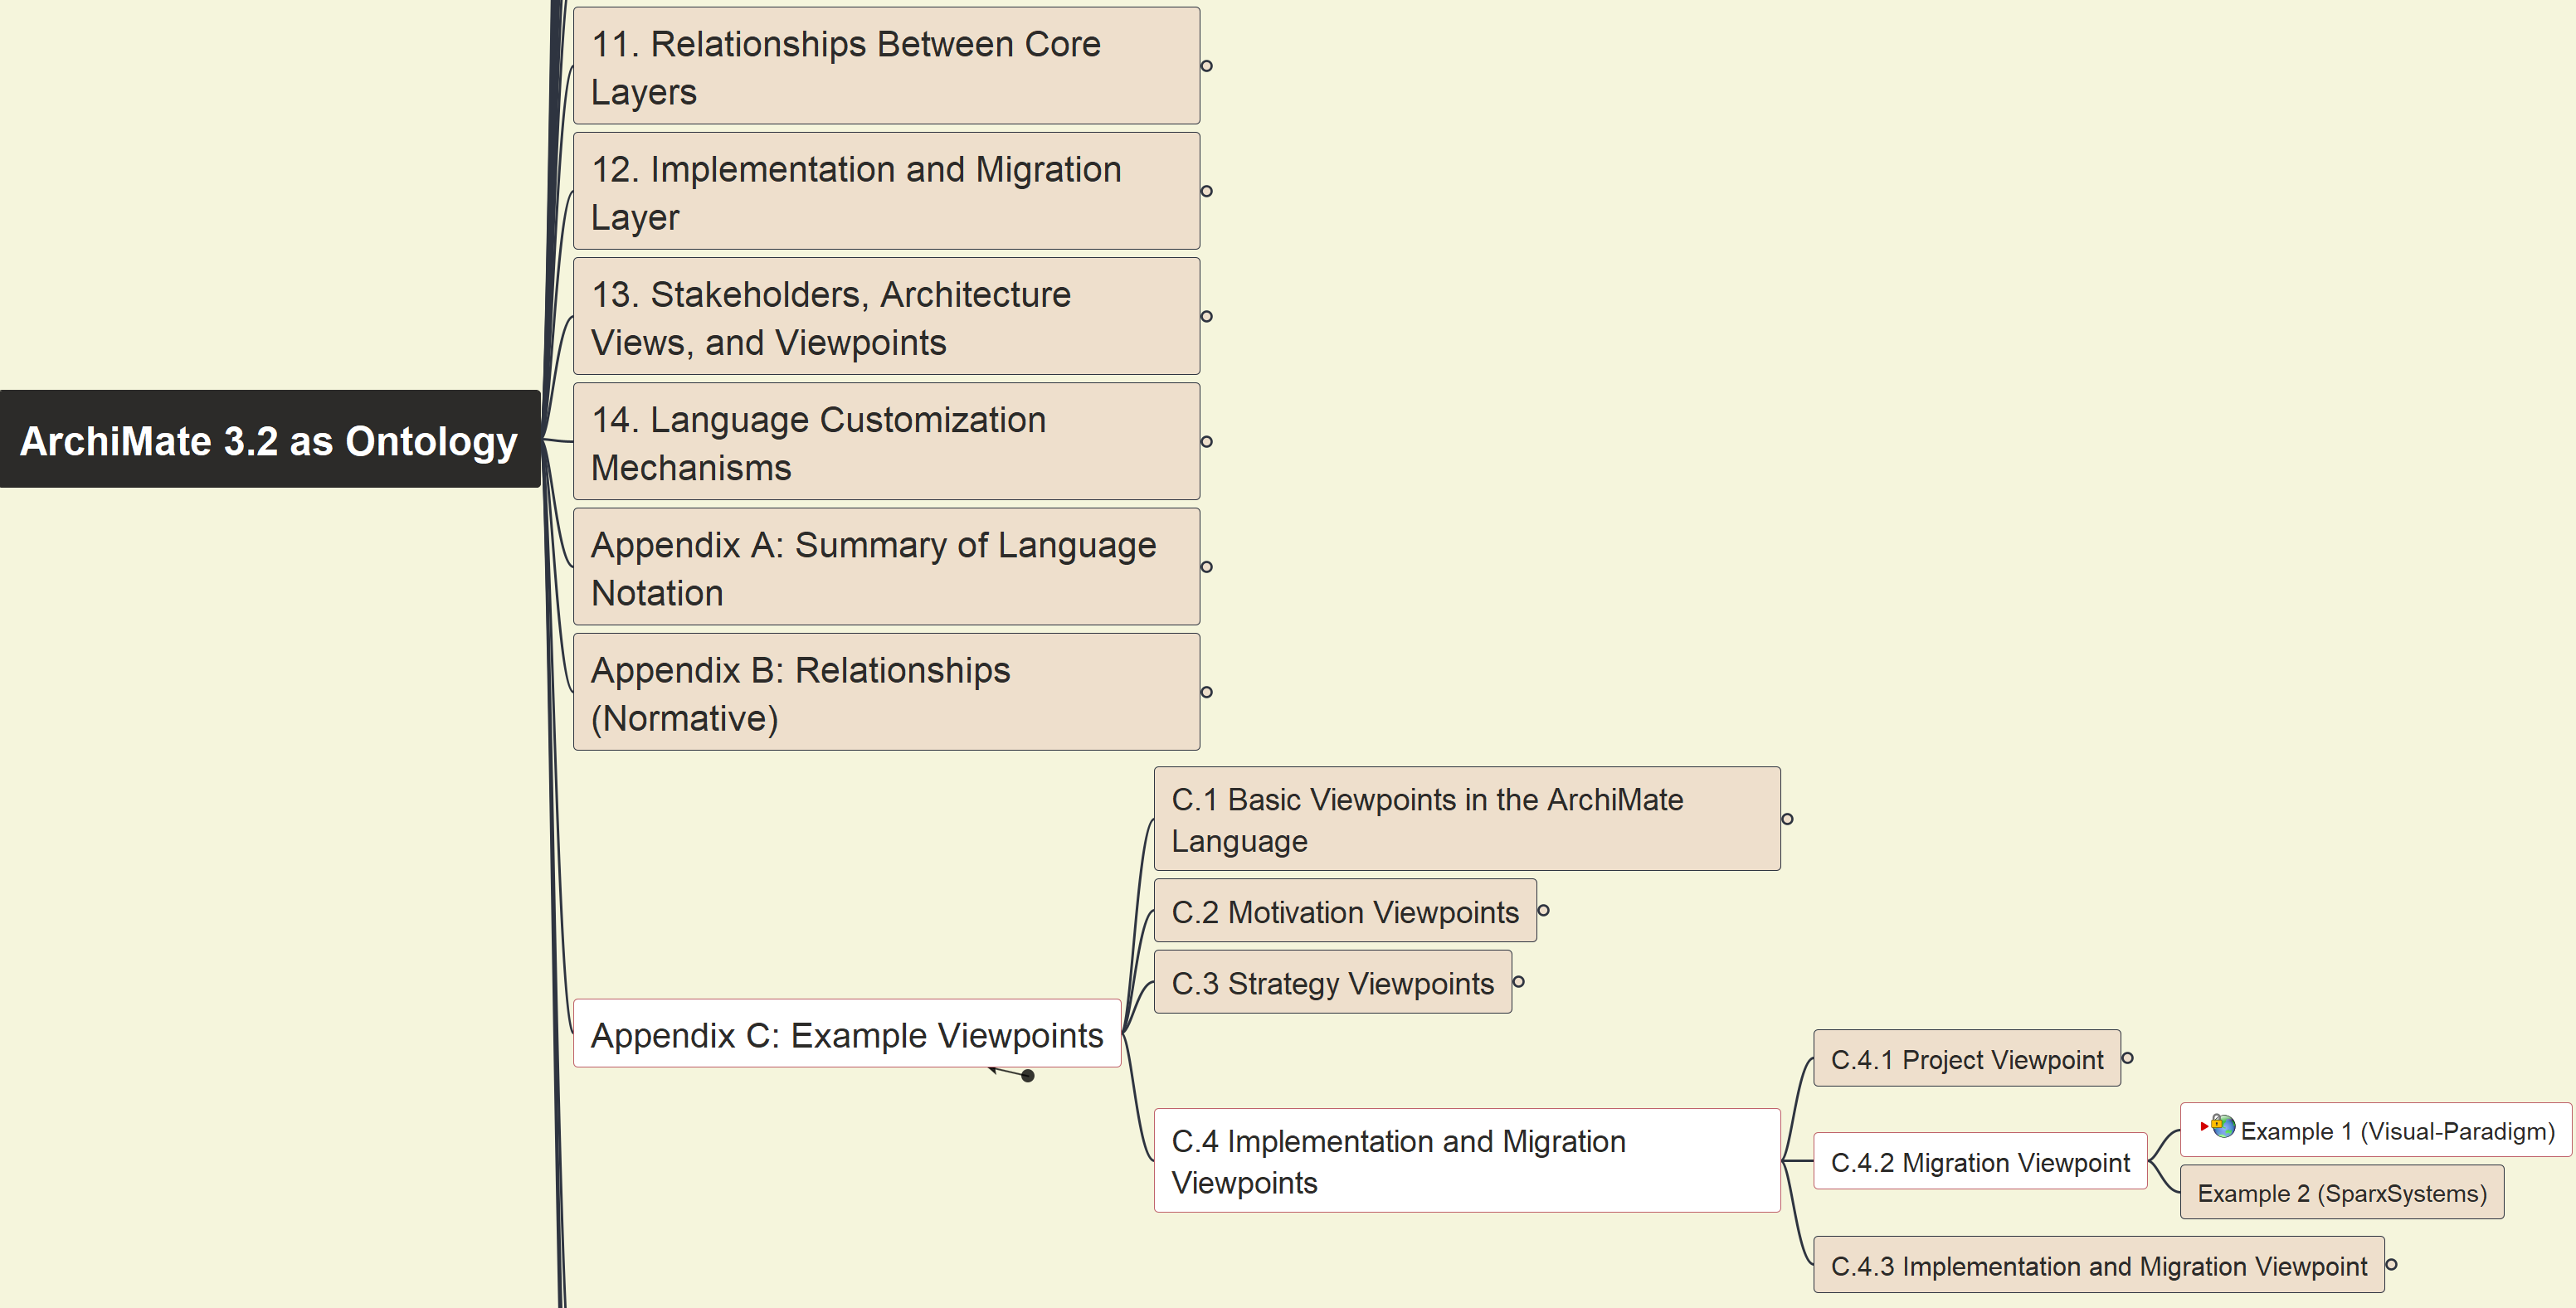 11. Relationships Between Core
Layers
12. Implementation and Migration
Layer
13. Stakeholders, Architecture
Views, and Viewpoints
ArchiMate 3.2 as Ontology
14. Language Customization
Mechanisms
Appendix A: Summary of Language
Notation
Appendix B: Relationships
(Normative)
C.1 Basic Viewpoints in the ArchiMate
Language
C.2 Motivation Viewpoints
C.3 Strategy Viewpoints
Appendix C: Example Viewpoints
C.4 Implementation and Migration
Viewpoints
C.4.1 Project Viewpoint
C.4.2 Migration Viewpoint
Example 1 (Visual-Paradigm)
Example 2 (SparxSystems)
C.4.3 Implementation and Migration Viewpoint